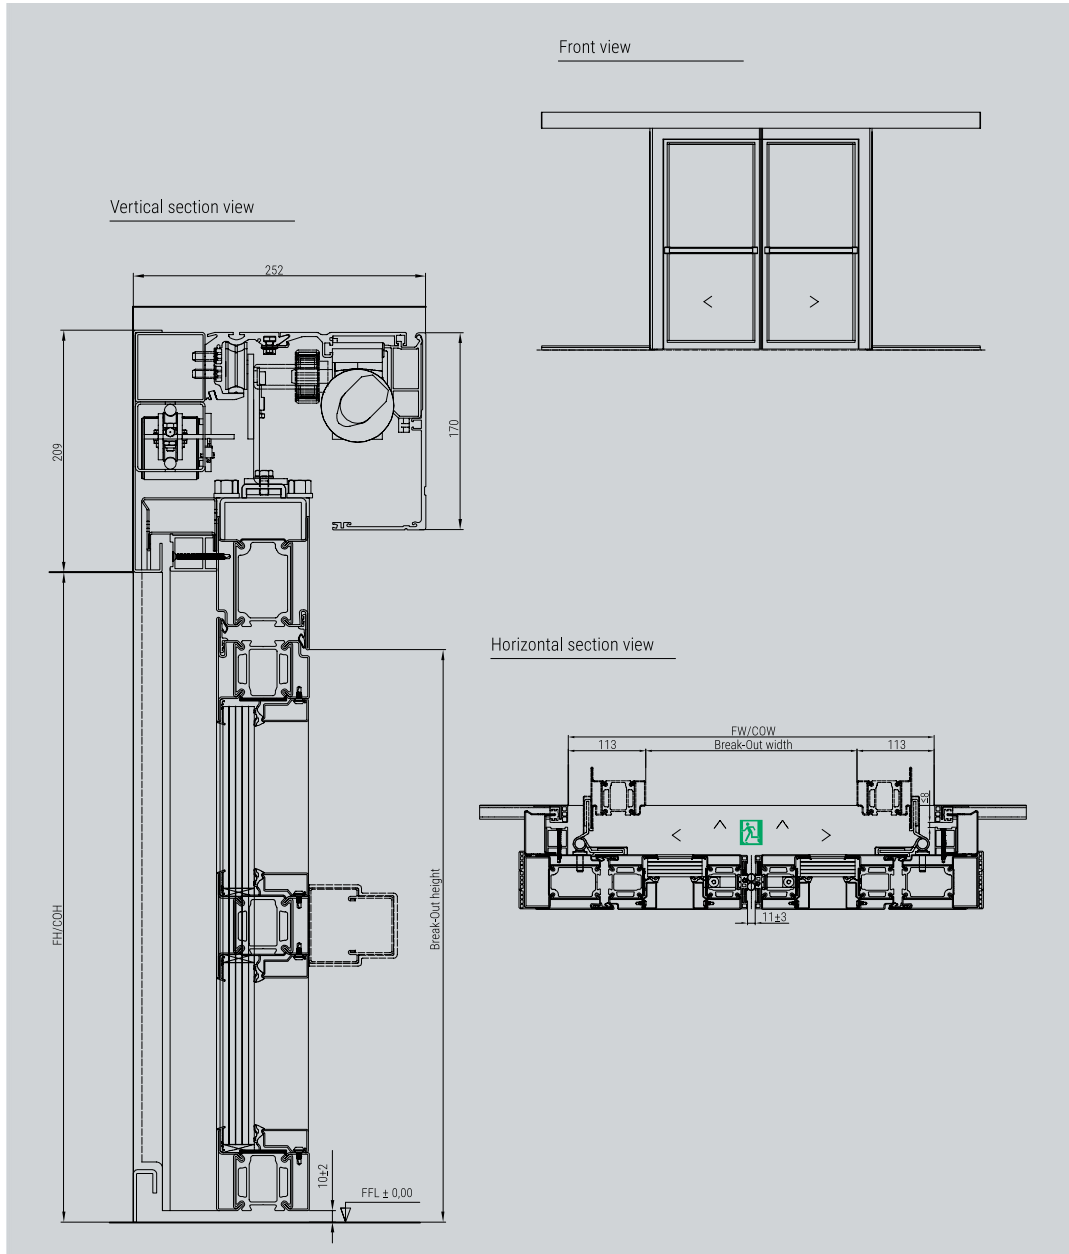 Front view
Vertical section view
252
209
170
Horizontal section view
FW/COW
113
Break-Out width
113
≤8
FH/COH
Break-Out height
11±3
10±2
FFL ± 0,00